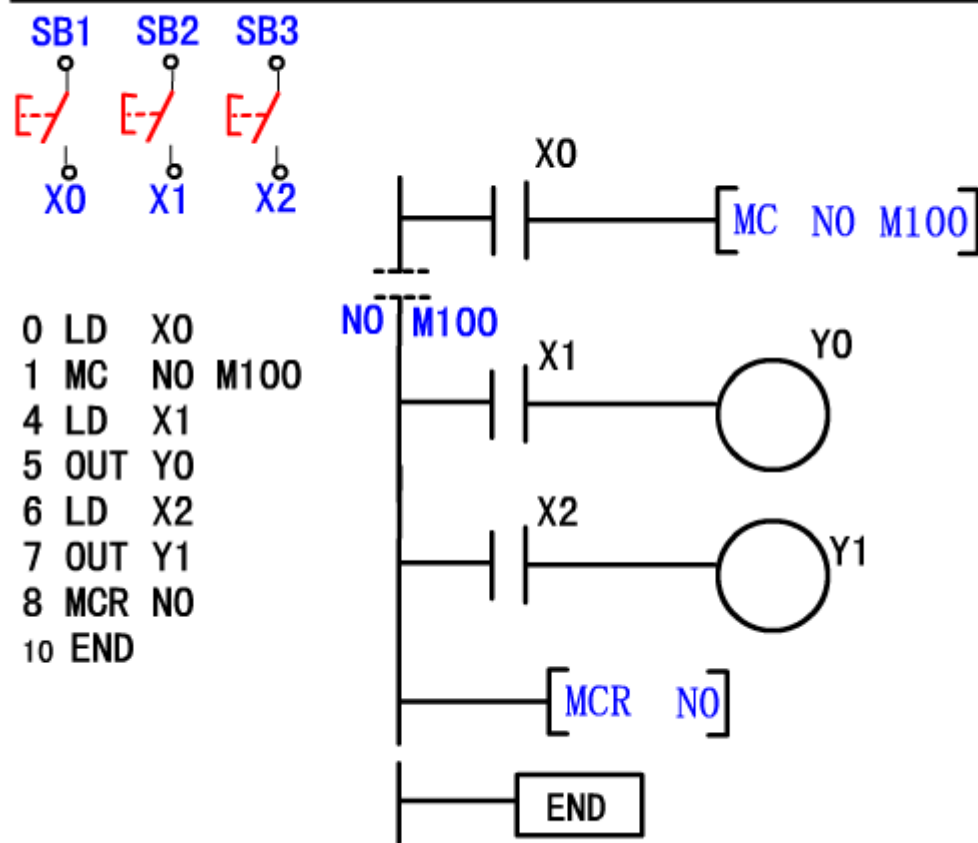 SB1 SB2 SB3
X0 X1 X2
0 LD X0
1 MC N0 M100
4 LD X1
5 OUT Y0
6 LD X2
7 OUT Y1
8 MCR N0
10 END
X0
MC N0 M100
N0 M100
X1 Y0
X2 Y1
MCR N0
END